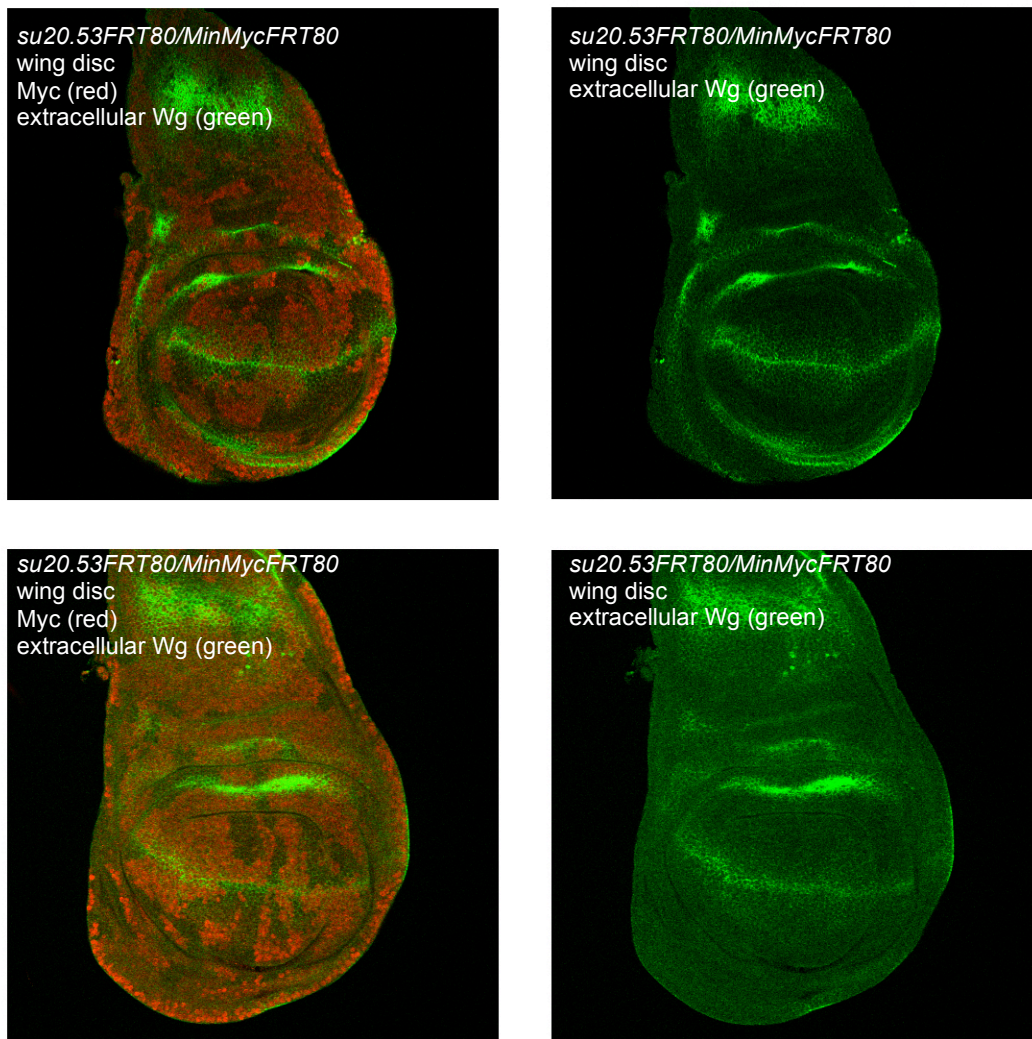 su20.53FRT80/MinMycFRT80
wing disc
Myc (red)
extracellular Wg (green)
su20.53FRT80/MinMycFRT80
wing disc
extracellular Wg (green)
su20.53FRT80/MinMycFRT80
wing disc
Myc (red)
extracellular Wg (green)
su20.53FRT80/MinMycFRT80
wing disc
extracellular Wg (green)